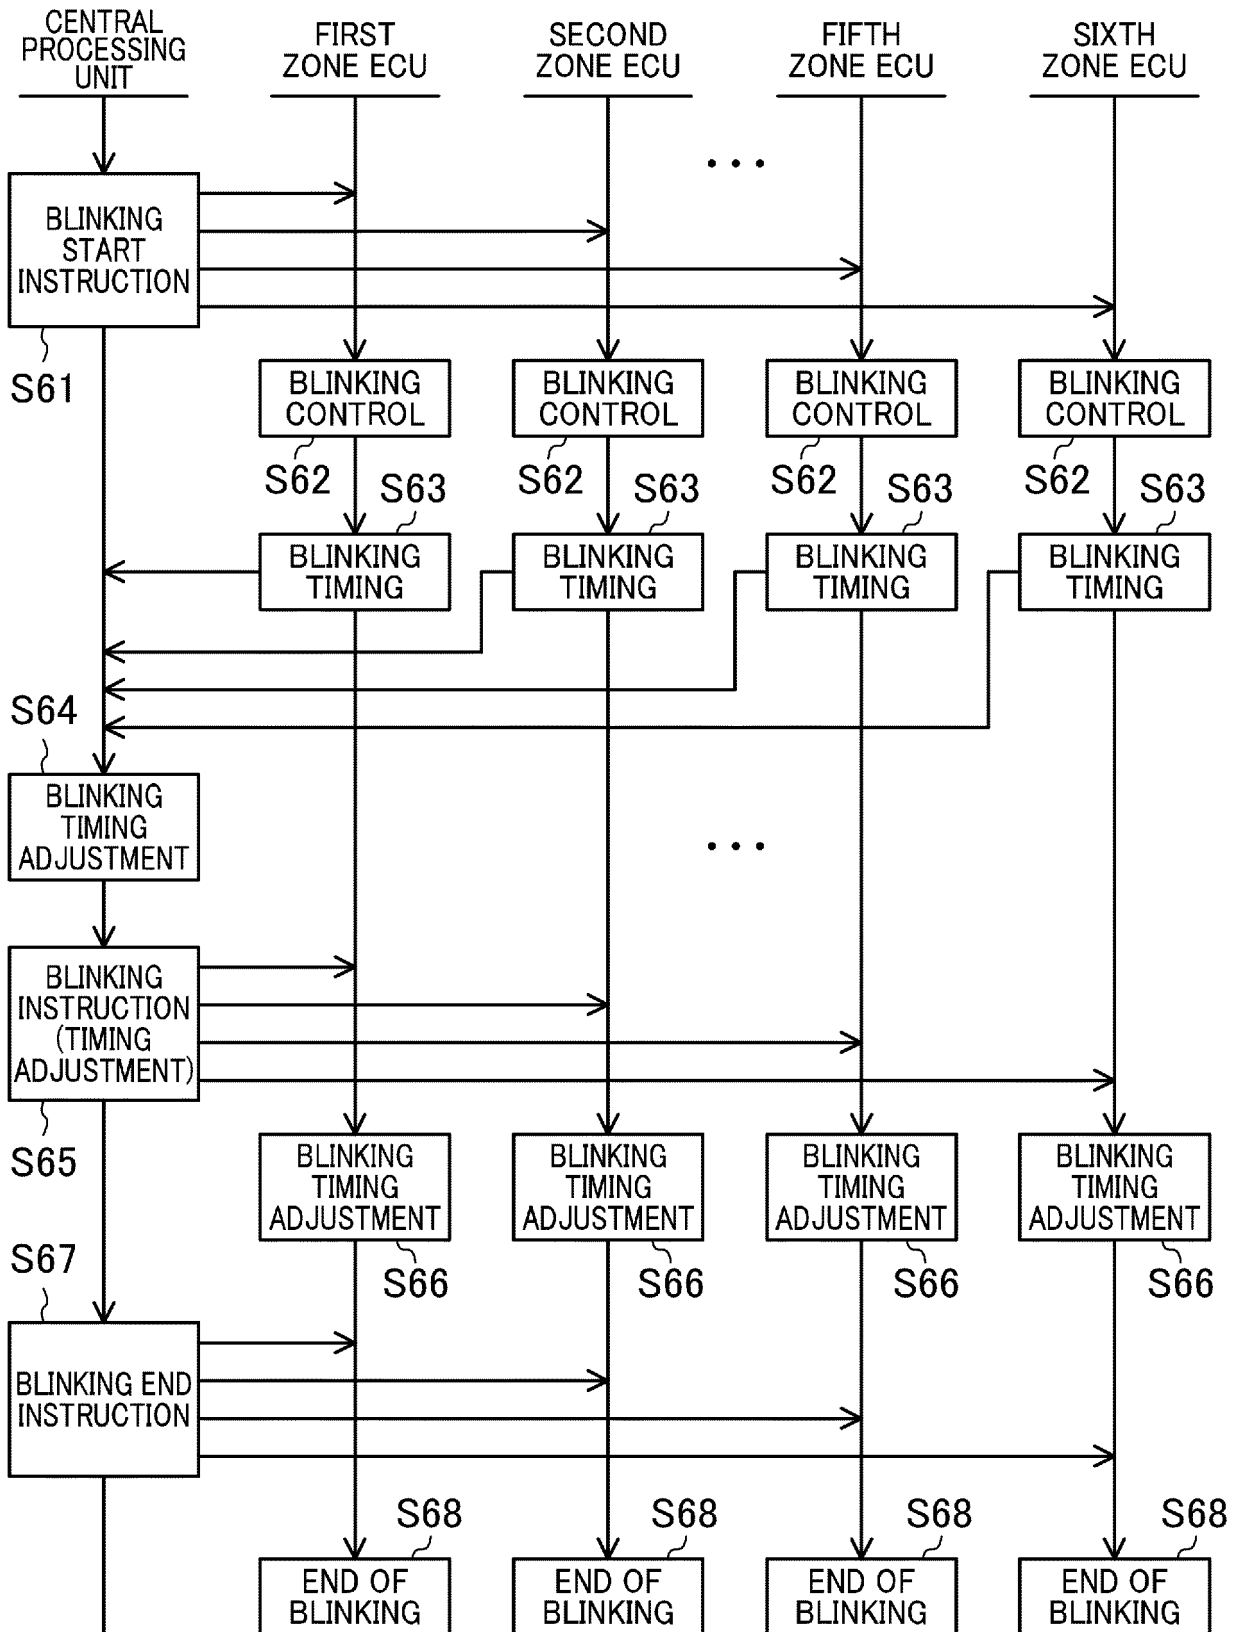 CENTRAL
PROCESSING
UNIT
FIRST
ZONE ECU
SECOND
ZONE ECU
FIFTH
ZONE ECU
SIXTH
ZONE ECU
BLINKING
START
INSTRUCTION
S61
BLINKING
CONTROL
S62
BLINKING
CONTROL
S62
BLINKING
CONTROL
S62
BLINKING
CONTROL
S62
S63
BLINKING
TIMING
S63
BLINKING
TIMING
S63
BLINKING
TIMING
S63
BLINKING
TIMING
S64
BLINKING
TIMING
ADJUSTMENT
BLINKING
INSTRUCTION
(TIMING
ADJUSTMENT)
S65
BLINKING
TIMING
ADJUSTMENT
S66
BLINKING
TIMING
ADJUSTMENT
S66
BLINKING
TIMING
ADJUSTMENT
S66
BLINKING
TIMING
ADJUSTMENT
S66
S67
BLINKING END
INSTRUCTION
S68
END OF
BLINKING
S68
END OF
BLINKING
S68
END OF
BLINKING
S68
END OF
BLINKING